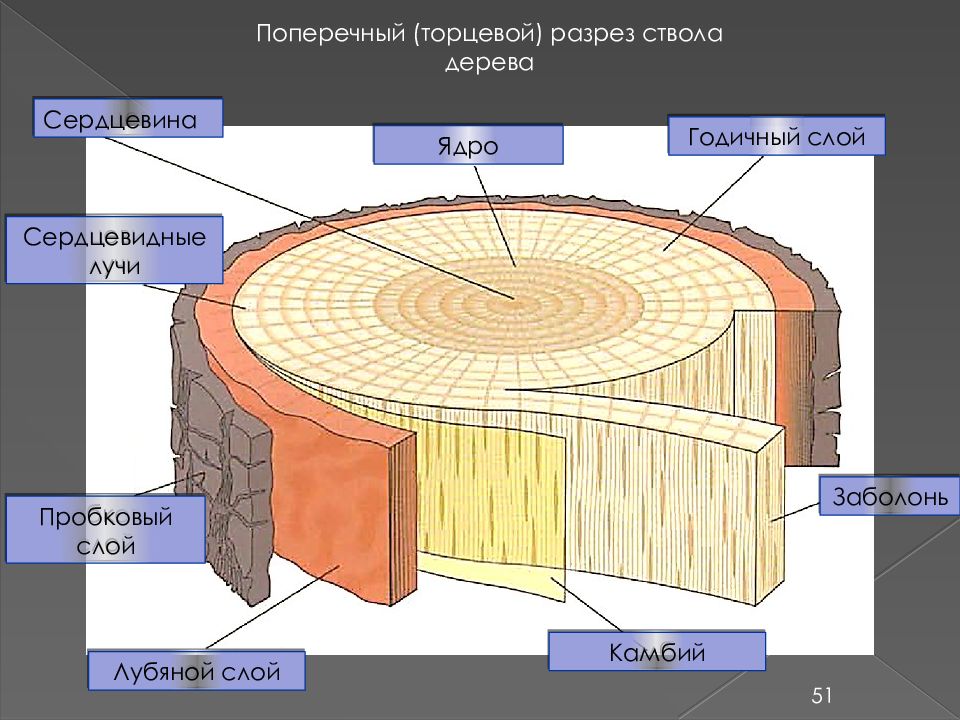 Поперечный (торцевой) разрез ствола
дерева
Сердцевина
Ядро
Годичный слой
Сердцевидные
лучи
Заболонь
Пробковый
слой
Камбий
Лубяной слой
51